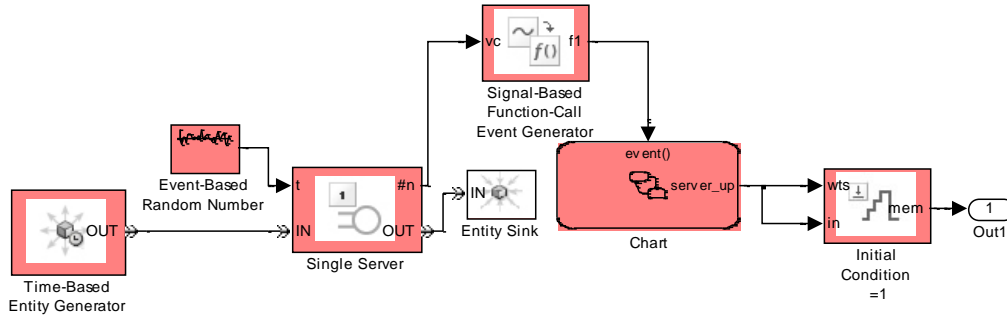 vc
f1
f()
Signal-Based
Function-Call
Event Generator
Event-Based
Random Number
t
#n
1
IN
OUT
Single Server
OUT
Time-Based
Entity Generator
IN
Entity Sink
event()
server_up
Chart
wts
in
mem
Initial
Condition
=1
1
Out1